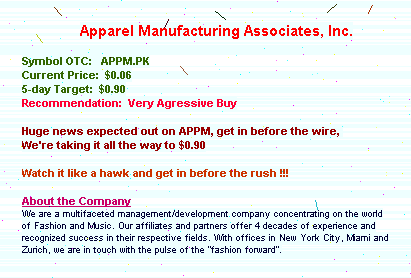 Apparel Manufacturing Associates, Inc.
Symbol OTC: APPM.PK
Current Price: $0.06
5-day Target: $0.90
Recommendation: Very Agressive Buy
Huge news expected out on APPM, get in before the wire,
We're taking it all the way to $0.90
Watch it like a hawk and get in before the rush !!!
About the Company
We are a multifaceted management/development company concentrating on the world
of Fashion and Music. Our affiliates and partners offer 4 decades of experience and
recognized success in their respective fields. With offices in New York City, Miami and
Zurich, we are in touch with the pulse of the "fashion forward".